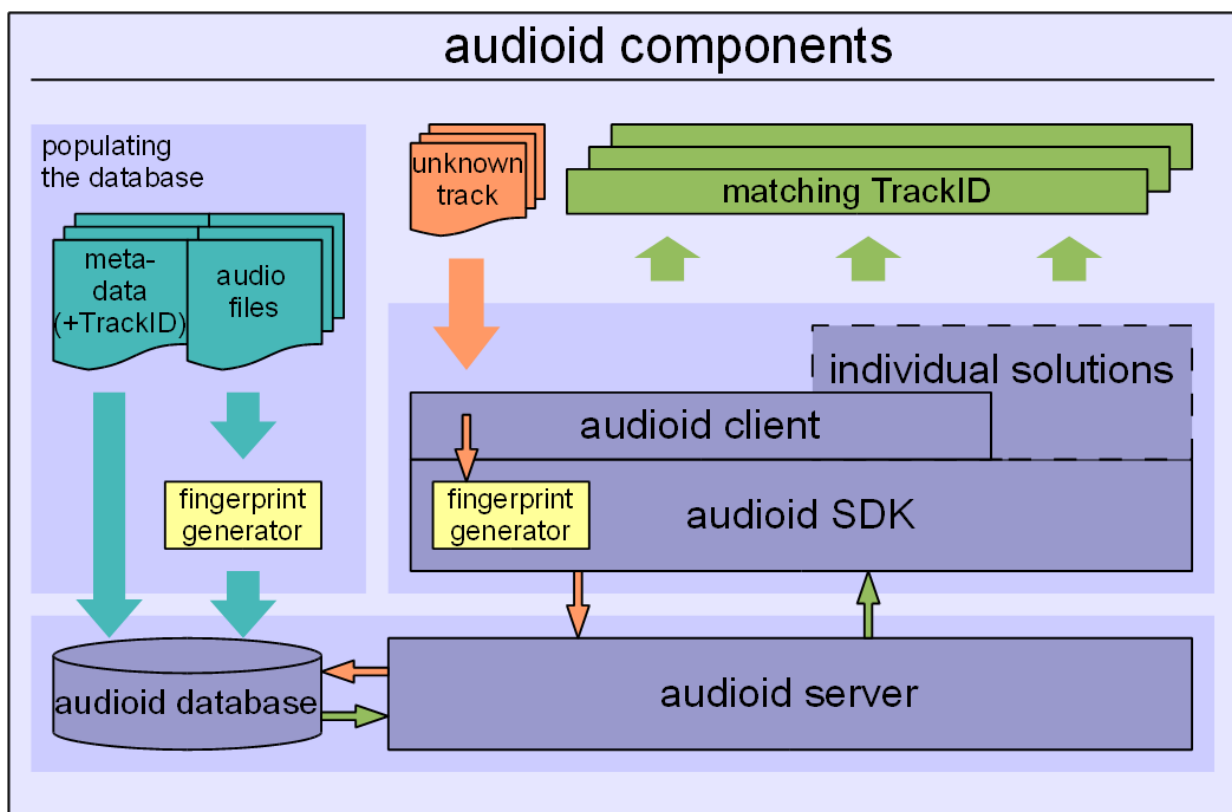 audioid components
populating
the database
meta-
data
(+TrackID)
audio
files
fingerprint
generator
unknown
track
matching TrackID
individual solutions
audioid client
fingerprint
generator
audioid SDK
audioid database
audioid server